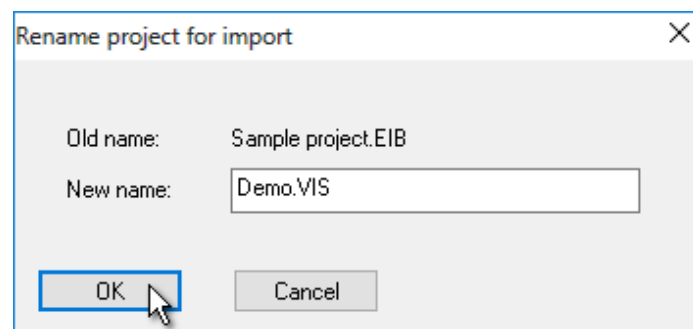 Rename project for import
Old name: Sample project.EIB
New name: Demo.VIS
OK Cancel